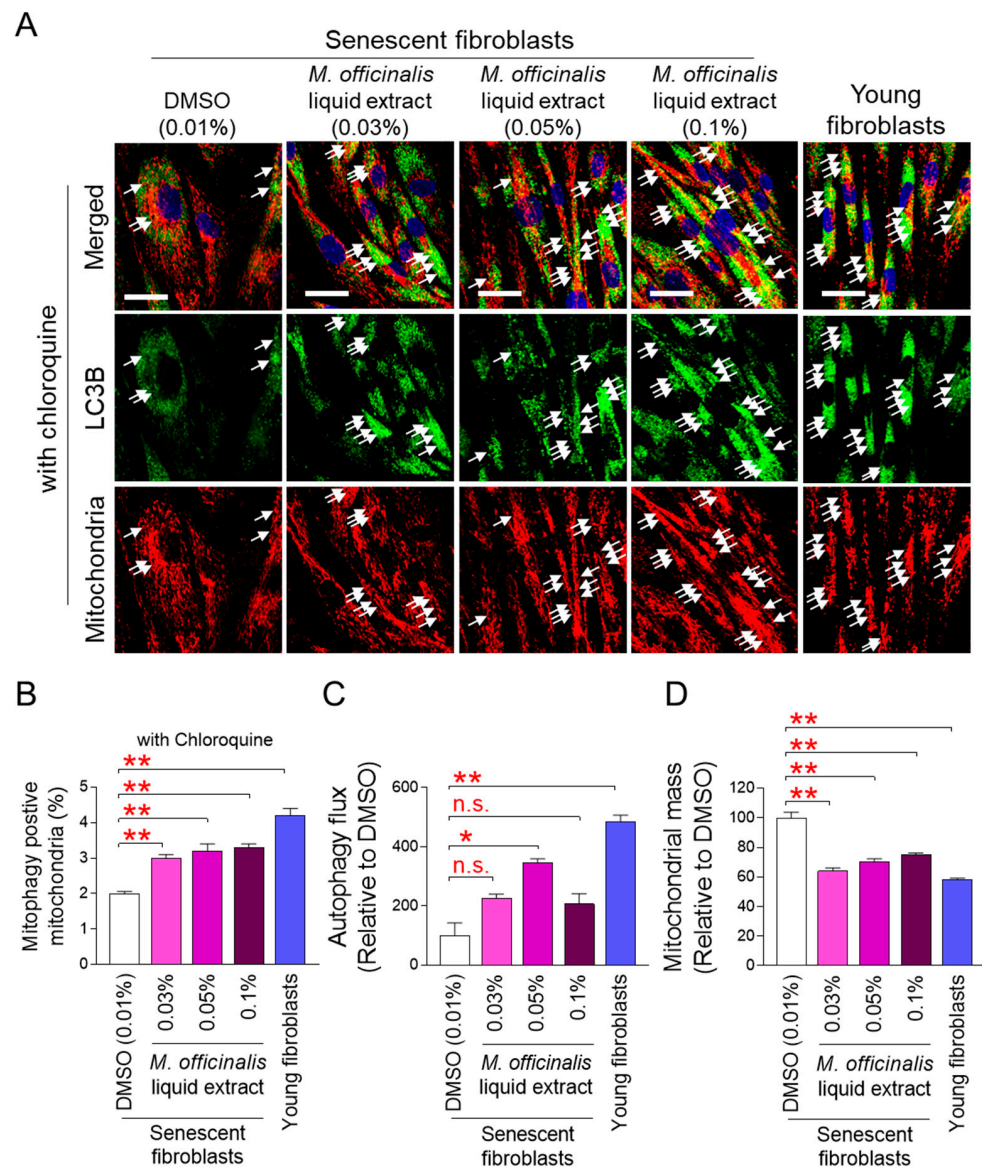 A
Senescent fibroblasts
DMSO
(0.01%)
M. officinalis
liquid extract
(0.03%)
M. officinalis
liquid extract
(0.05%)
M. officinalis
liquid extract
(0.1%)
Young
fibroblasts
with chloroquine
Merged
LC3B
Mitochondria
B
with Chloroquine
**
**
**
**
Mitophagy postive
mitochondria (%)
5
4
3
2
1
0
DMSO (0.01%)
0.03%
0.05%
0.1%
Young fibroblasts
M. officinalis
liquid extract
Senescent
fibroblasts
C
**
n.s.
*
n.s.
Autophagy flux
(Relative to DMSO)
600
400
200
0
DMSO (0.01%)
0.03%
0.05%
0.1%
Young fibroblasts
M. officinalis
liquid extract
Senescent
fibroblasts
D
**
**
**
**
Mitochondrial mass
(Relative to DMSO)
120
100
80
60
40
20
0
DMSO (0.01%)
0.03%
0.05%
0.1%
Young fibroblasts
M. officinalis
liquid extract
Senescent
fibroblasts